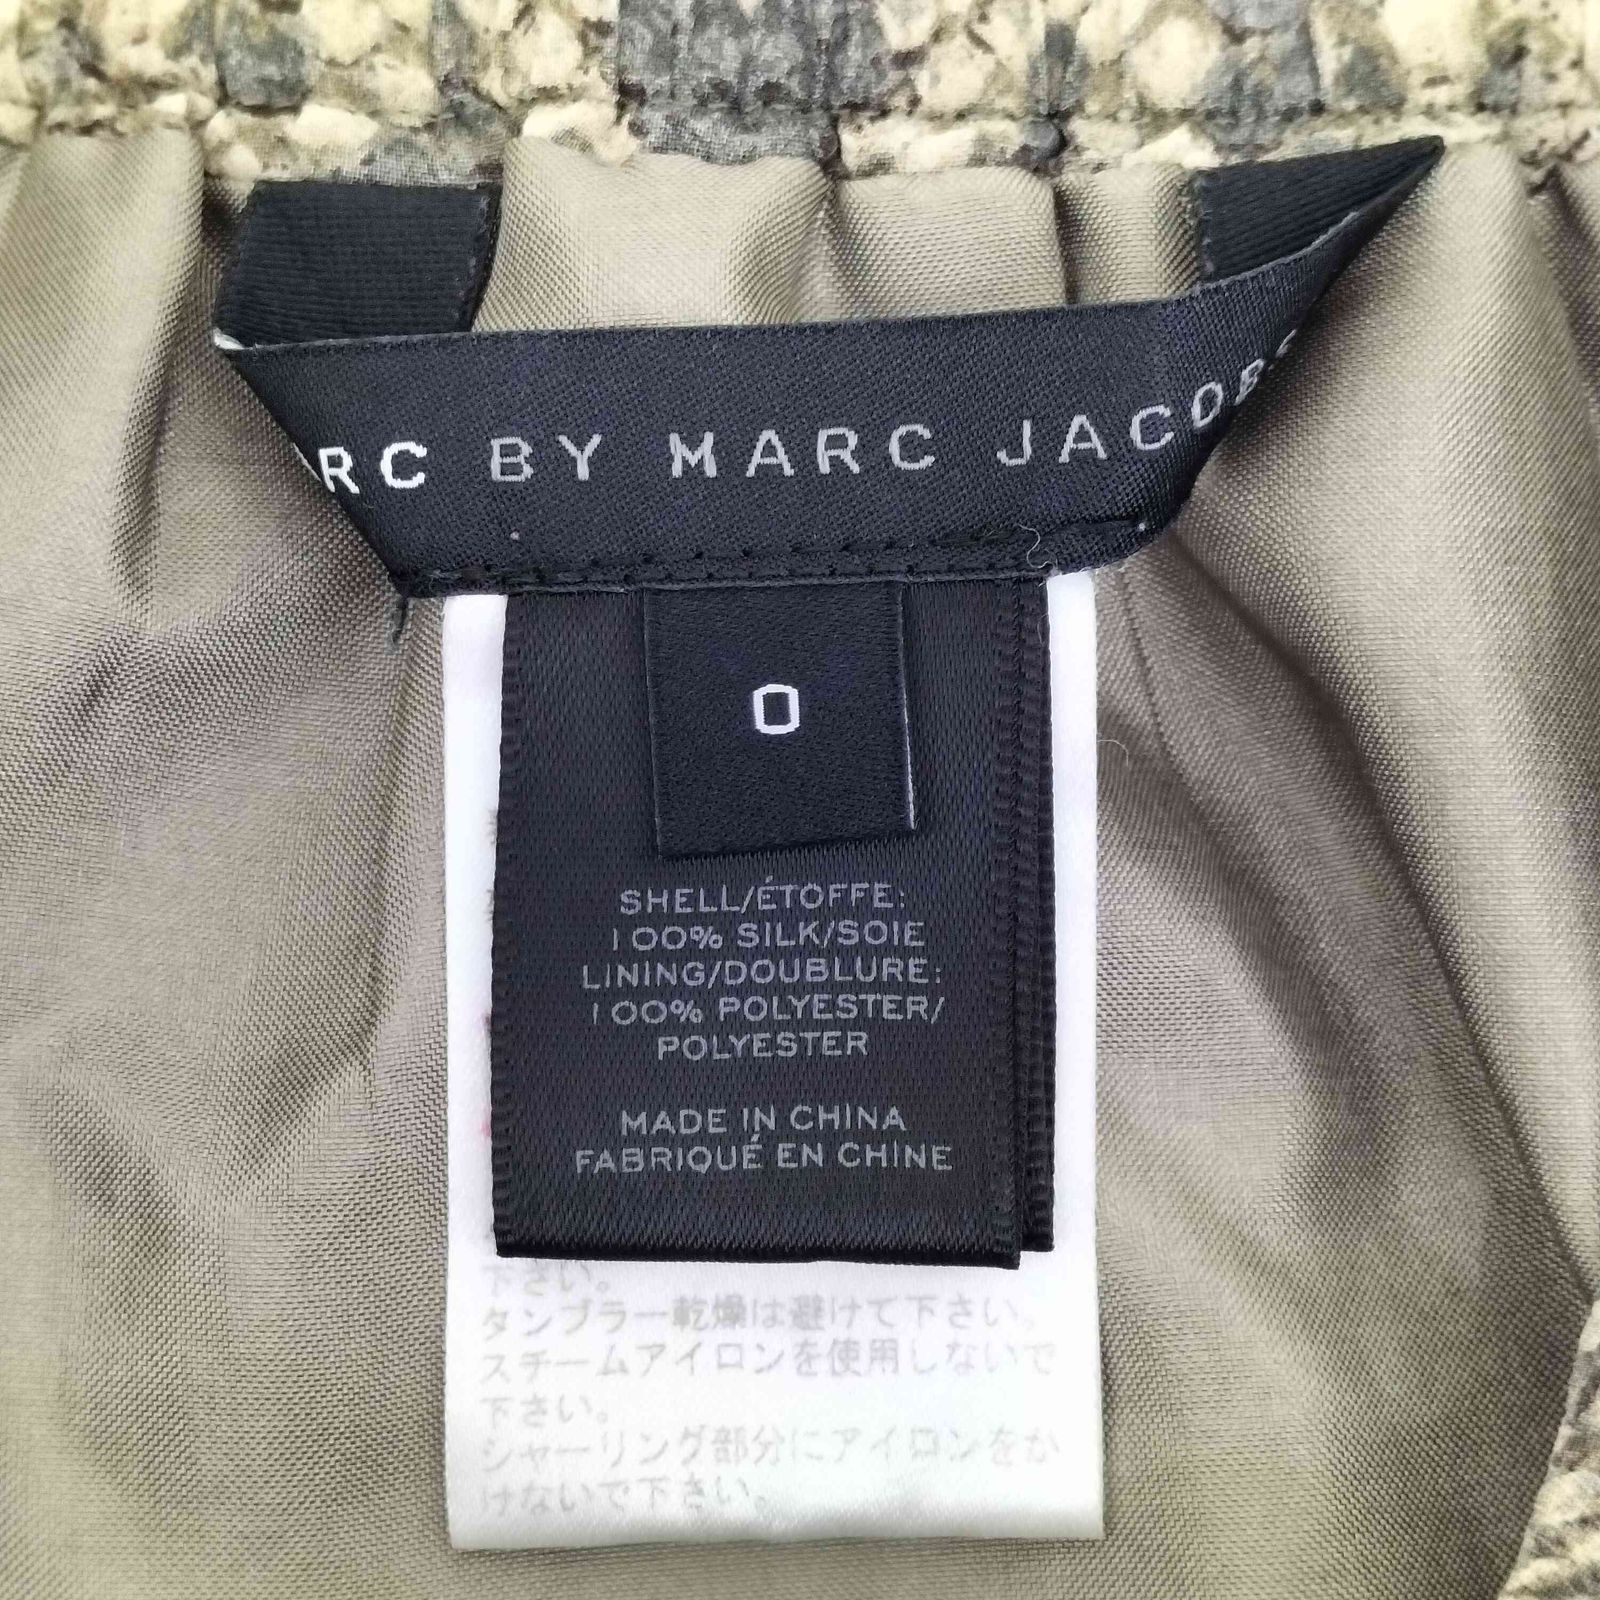 RC BY MARC JACOBS
0
SHELL/ÉTOFFE:
100% SILK/SOIE
LINING/DOUBLURE:
100% POLYESTER/
POLYESTER
MADE IN CHINA
FABRIQUÉ EN CHINE
下さい。
タンブラー乾燥は避けて下さい。
スチームアイロンを使用しないで
下さい。
シャーリング部分にアイロンをか
けないで下さい。